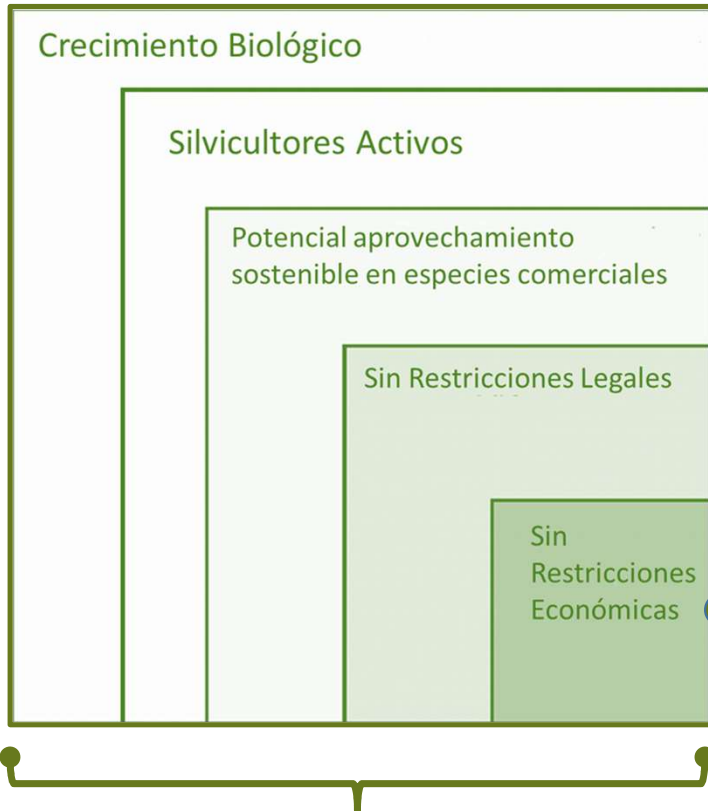 Crecimiento Biológico
Silvicultores Activos
Potencial aprovechamiento
sostenible en especies comerciales
Sin Restricciones Legales
Sin
Restricciones
Económicas